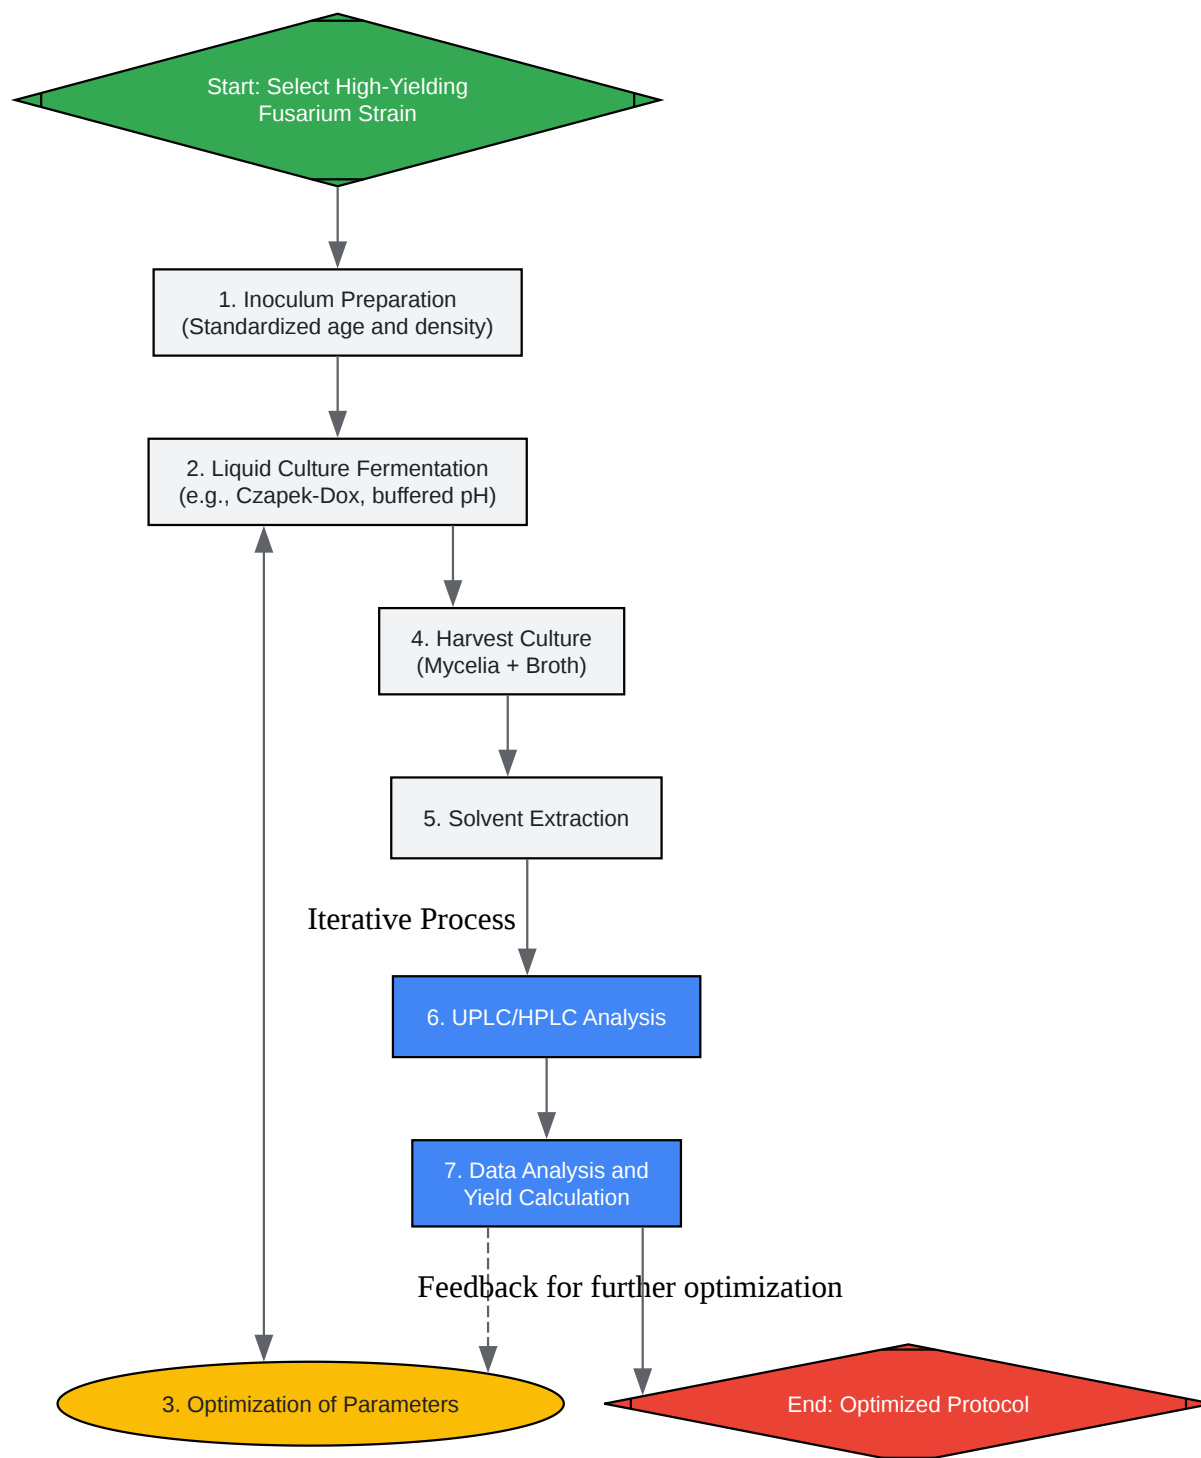 Start: Select High-Yielding
Fusarium Strain
1. Inoculum Preparation
(Standardized age and density)
2. Liquid Culture Fermentation
(e.g., Czapek-Dox, buffered pH)
4. Harvest Culture
(Mycelia + Broth)
5. Solvent Extraction
Iterative Process
6. UPLC/HPLC Analysis
7. Data Analysis and
Yield Calculation
Feedback for further optimization
3. Optimization of Parameters
End: Optimized Protocol